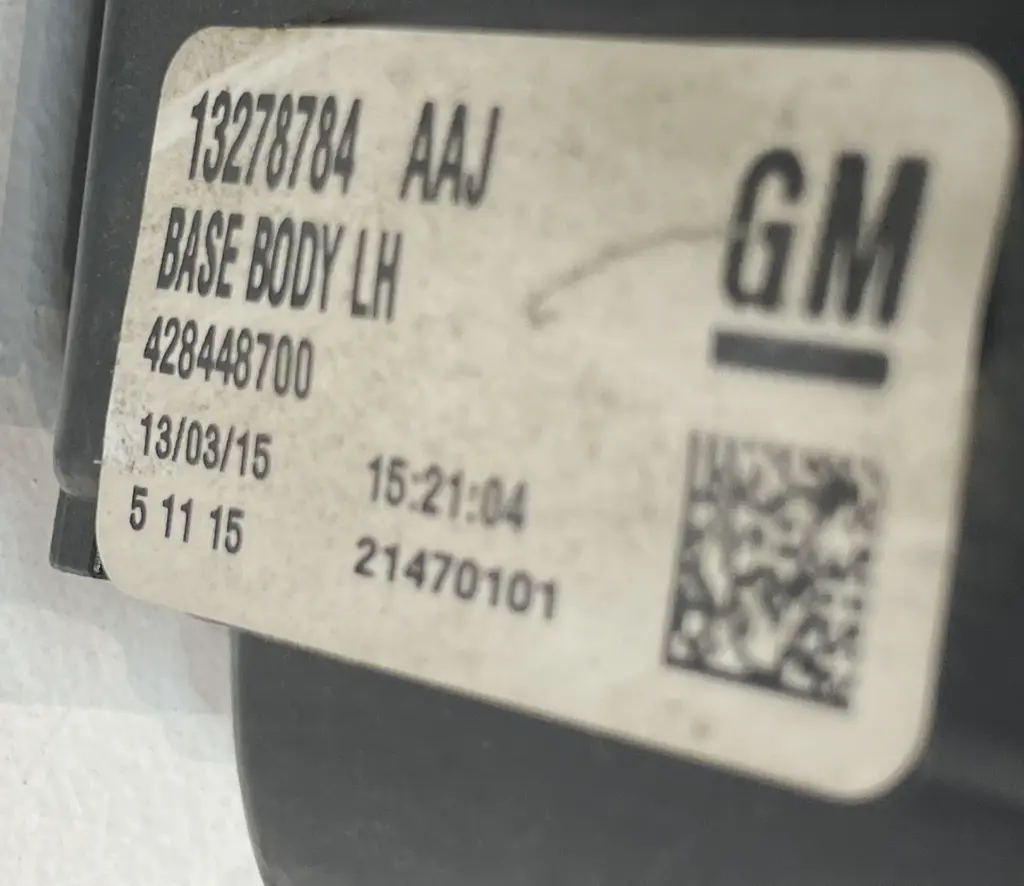 13278784 AAJ
GM
BASE BODY LH
428448700
13/03/15 15:21:04
5 11 15 21470101